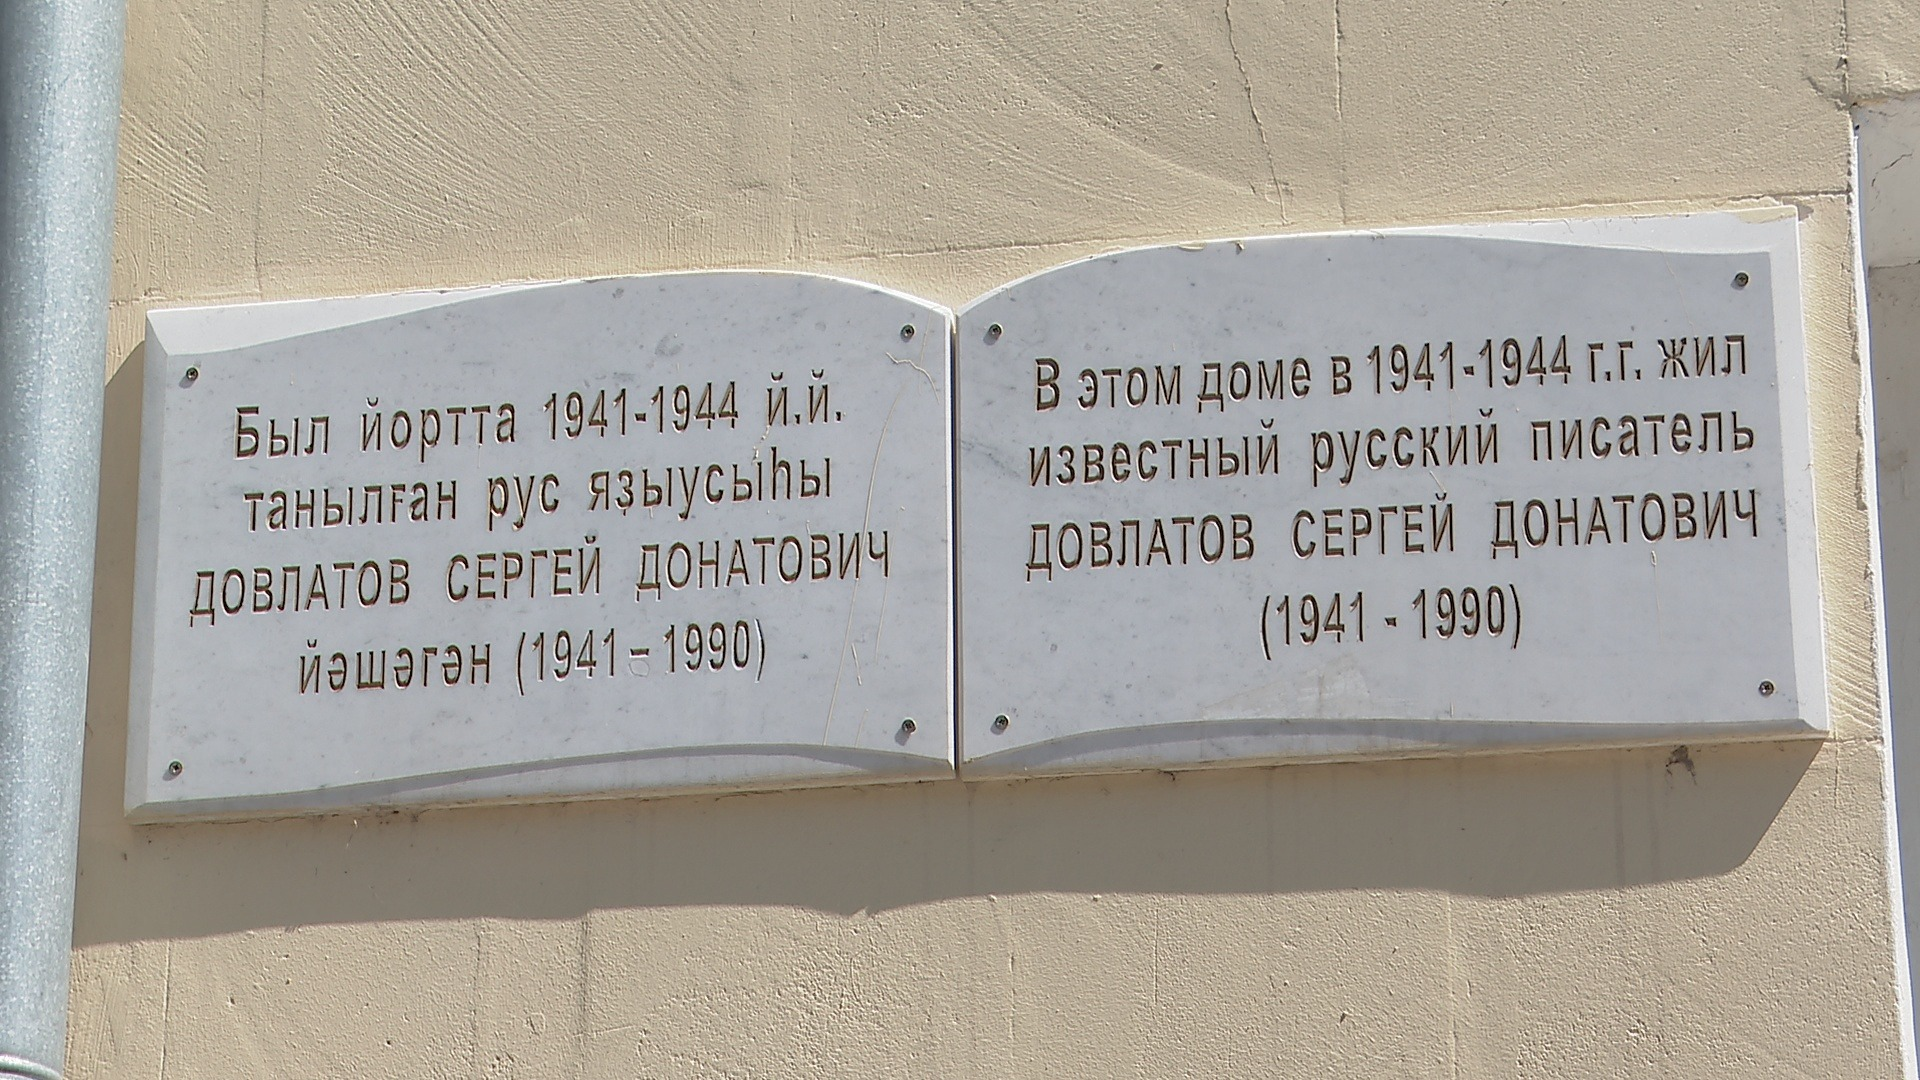 Был йортта 1941-1944 й.й.
танылған рус яҙыусыһы
ДОВЛАТОВ СЕРГЕЙ ДОНАТОВИЧ
йәшәгән (1941 – 1990)
В этом доме в 1941-1944 г.г. жил
известный русский писатель
ДОВЛАТОВ СЕРГЕЙ ДОНАТОВИЧ
(1941 - 1990)